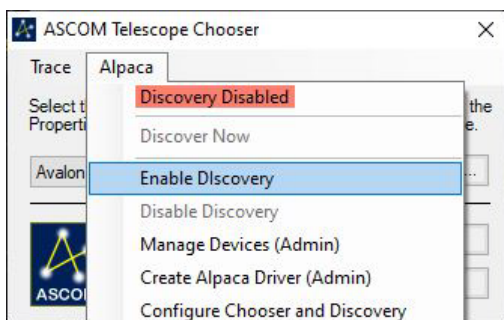 ASCOM Telescope Chooser
Trace Alpaca
Discovery Disabled
Select t
the
Properti
e.
Discover Now
Avalon
...
Enable DIscovery
Disable Discovery
Manage Devices (Admin)
Create Alpaca Driver (Admin)
ASCO
Configure Chooser and Discovery